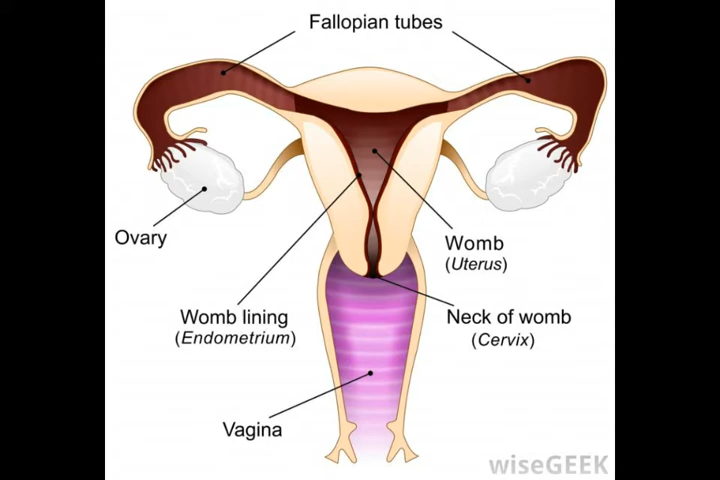 Fallopian tubes
Ovary
Womb
(Uterus)
Womb lining
(Endometrium)
Neck of womb
(Cervix)
Vagina
wiseGEEK